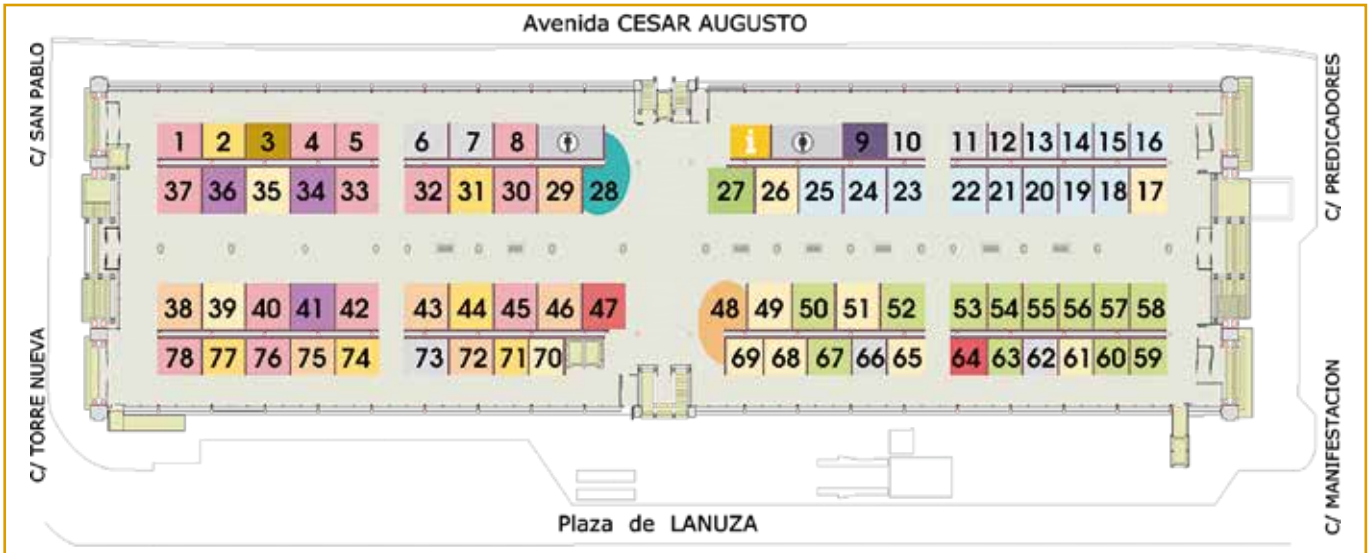 Avenida CESAR AUGUSTO
C/ SAN PABLO
C/ PREDICADORES
1 2 3 4 5 6 7 8 i 9 10 11 12 13 14 15 16
37 36 35 34 33 32 31 30 29 28 27 26 25 24 23 22 21 20 19 18 17
38 39 40 41 42 43 44 45 46 47 48 49 50 51 52 53 54 55 56 57 58
78 77 76 75 74 73 72 71 70 69 68 67 66 65 64 63 62 61 60 59
C/ TORRE NUEVA
C/ MANIFESTACION
Plaza de LANUZA